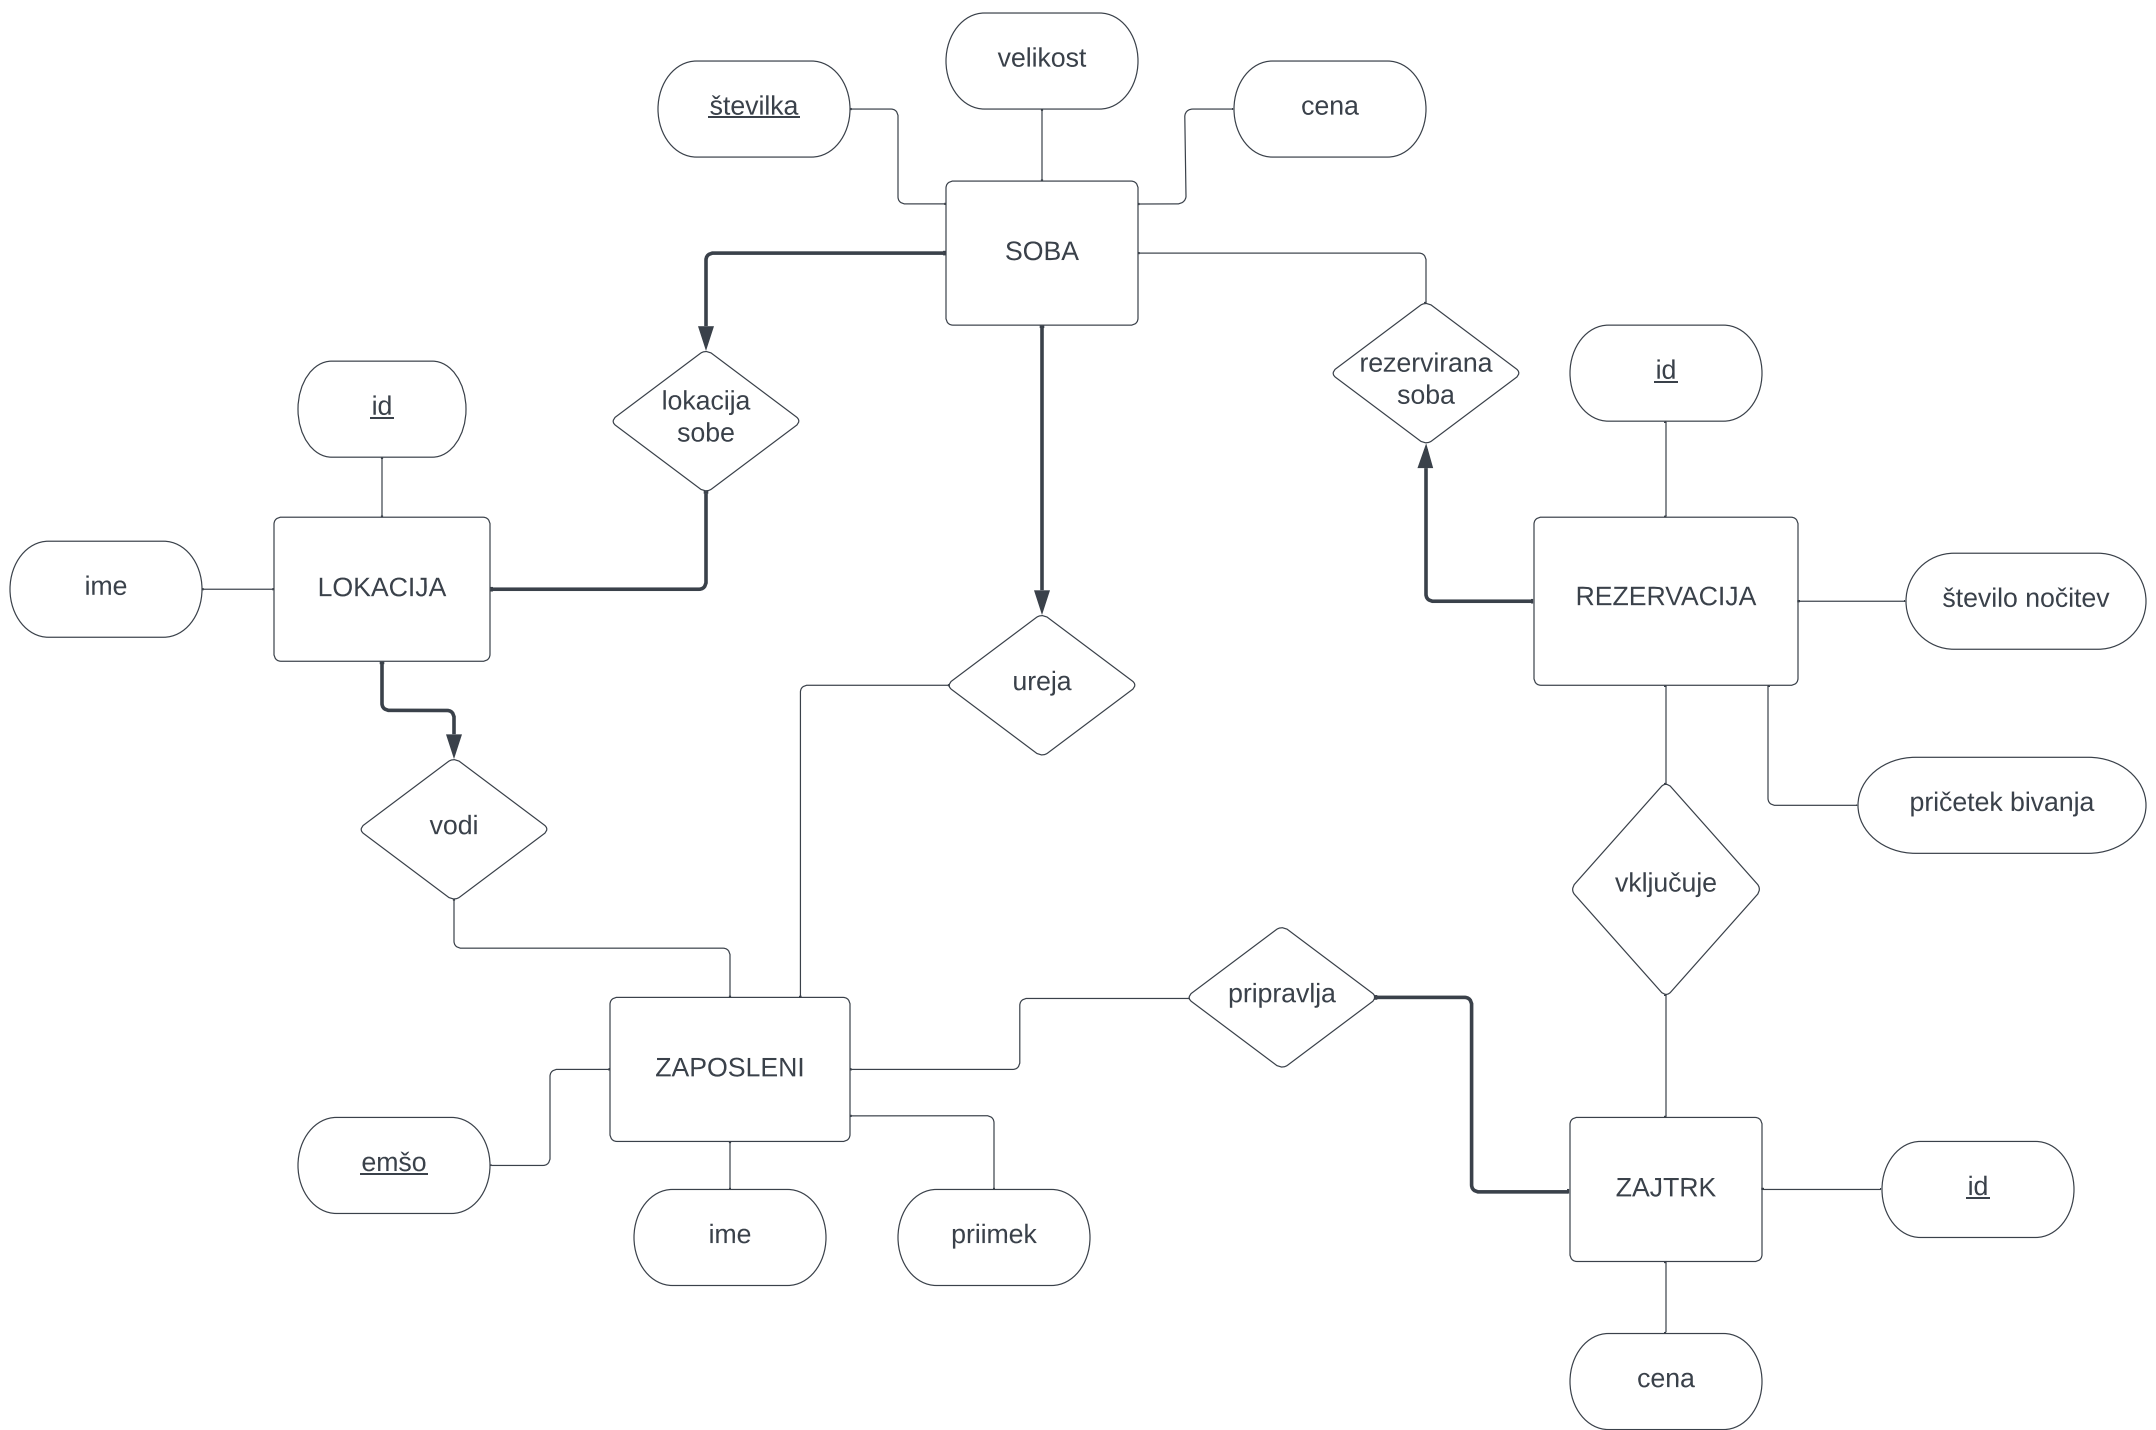 velikost
številka
cena
SOBA
rezervirana
soba
id
lokacija
sobe
id
ime
LOKACIJA
REZERVACIJA
število nočitev
ureja
vodi
pričetek bivanja
vključuje
pripravlja
ZAPOSLENI
emšo
ime
priimek
ZAJTRK
id
cena